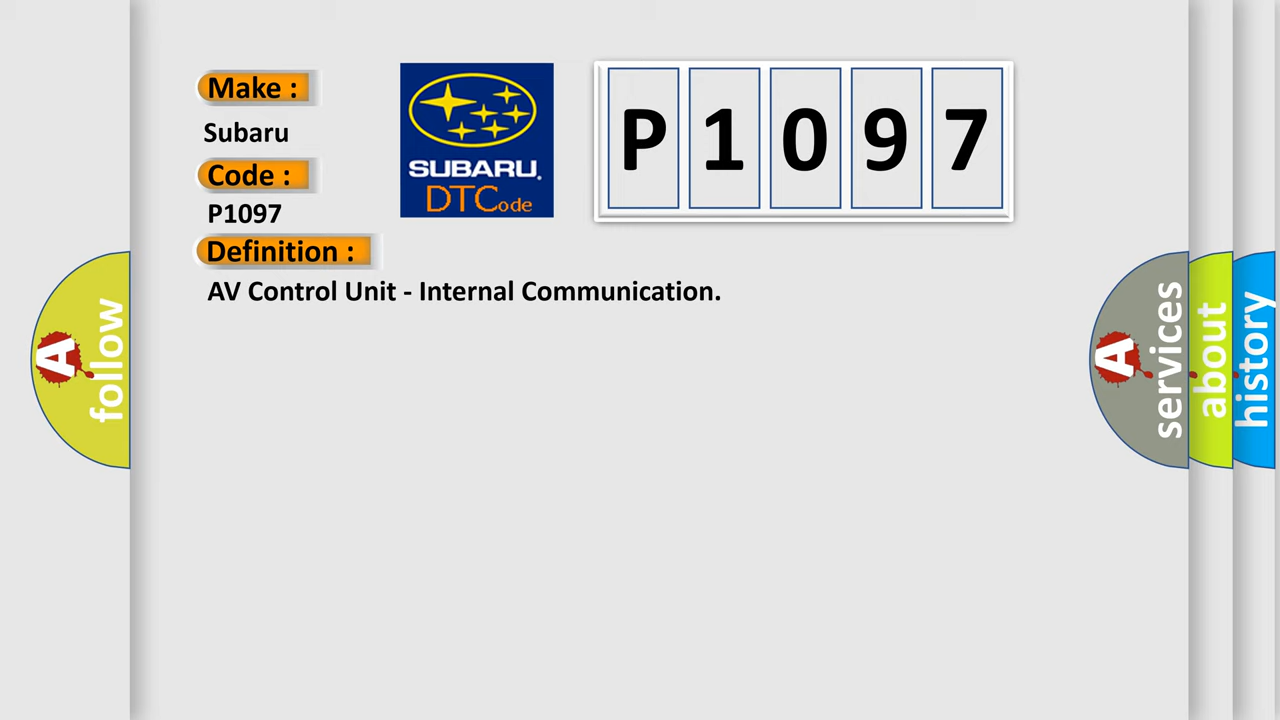 Make :
Subaru
Code :
P1097
Definition :
AV Control Unit - Internal Communication.
SUBARU.
DTCode
P 1 0 9 7
A follow
A services
about
history